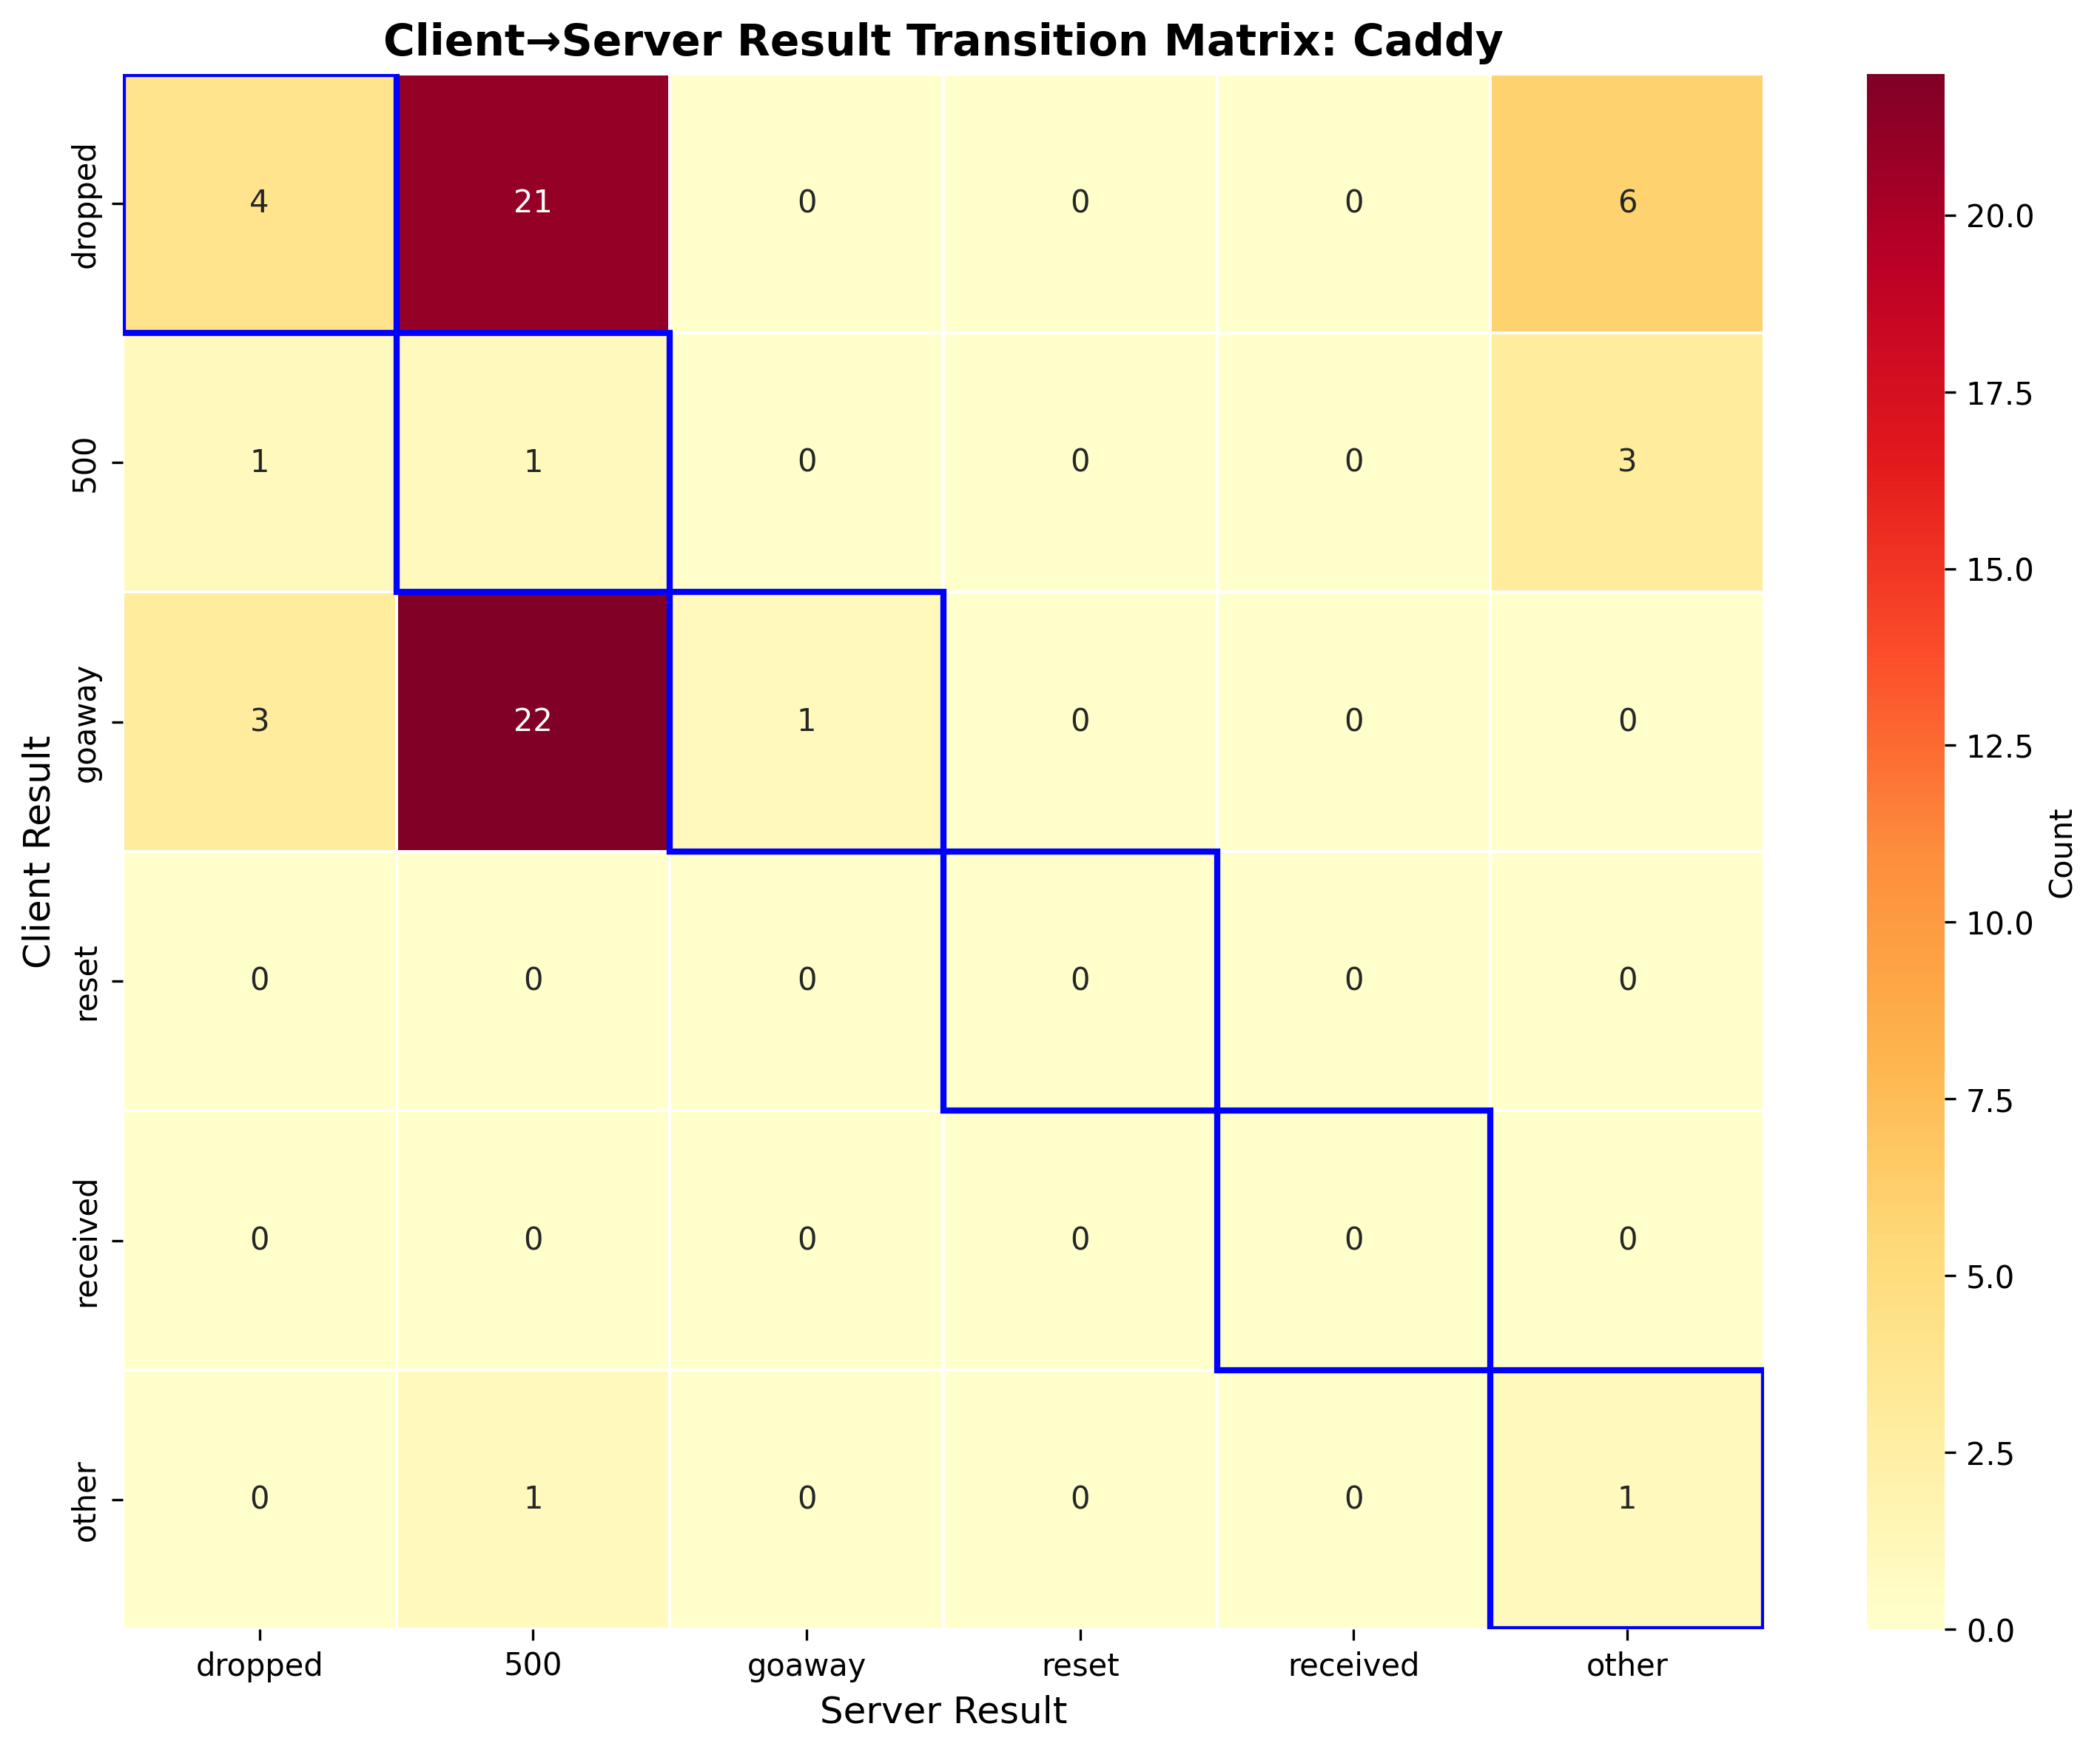 Client→Server Result Transition Matrix: Caddy
Client Result
dropped 4 21 0 0 0 6
500 1 1 0 0 0 3
goaway 3 22 1 0 0 0
reset 0 0 0 0 0 0
received 0 0 0 0 0 0
other 0 1 0 0 0 1
dropped 500 goaway reset received other
Server Result
20.0
17.5
15.0
12.5
10.0
7.5
5.0
2.5
0.0
Count